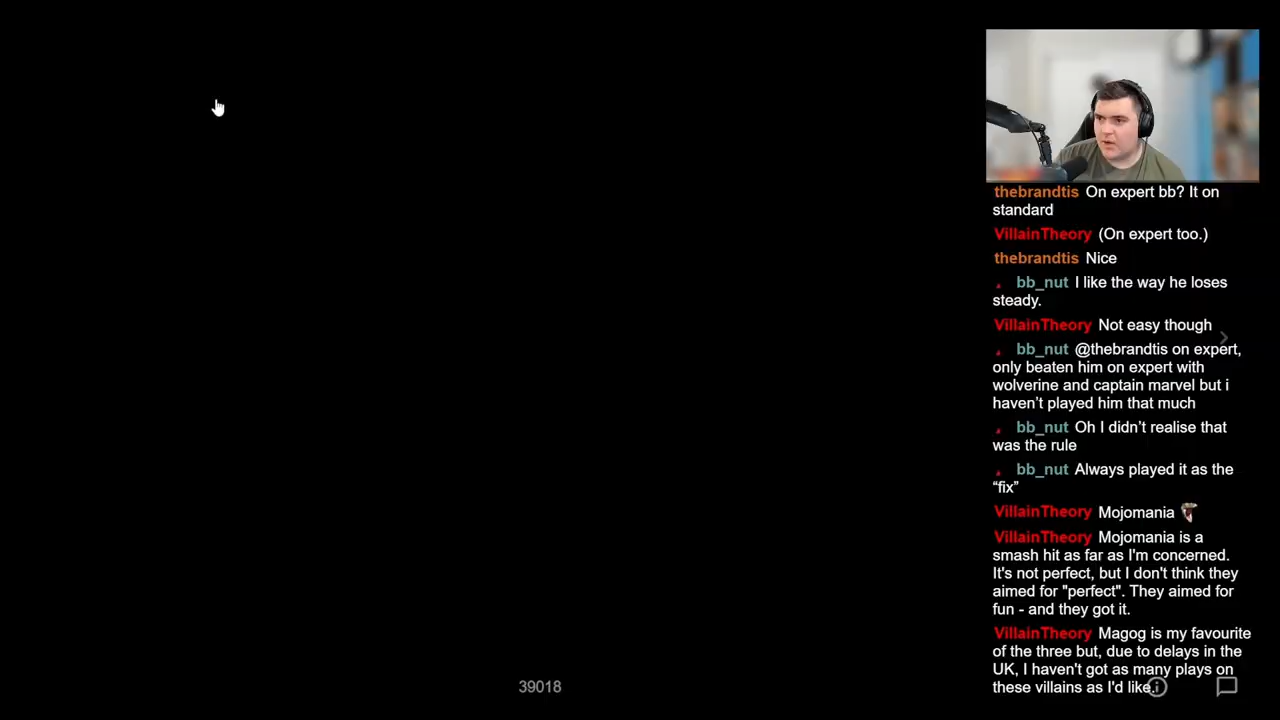 thebrandtis On expert bb? It on
standard
VillainTheory (On expert too.)
thebrandtis Nice
bb_nut I like the way he loses
steady.
VillainTheory Not easy though
bb_nut @thebrandtis on expert,
only beaten him on expert with
wolverine and captain marvel but i
haven’t played him that much
bb_nut Oh I didn’t realise that
was the rule
bb_nut Always played it as the
“fix”
VillainTheory Mojomania
VillainTheory Mojomania is a
smash hit as far as I'm concerned.
It's not perfect, but I don't think they
aimed for "perfect". They aimed for
fun - and they got it.
VillainTheory Magog is my favourite
of the three but, due to delays in the
UK, I haven't got as many plays on
these villains as I'd like.
39018